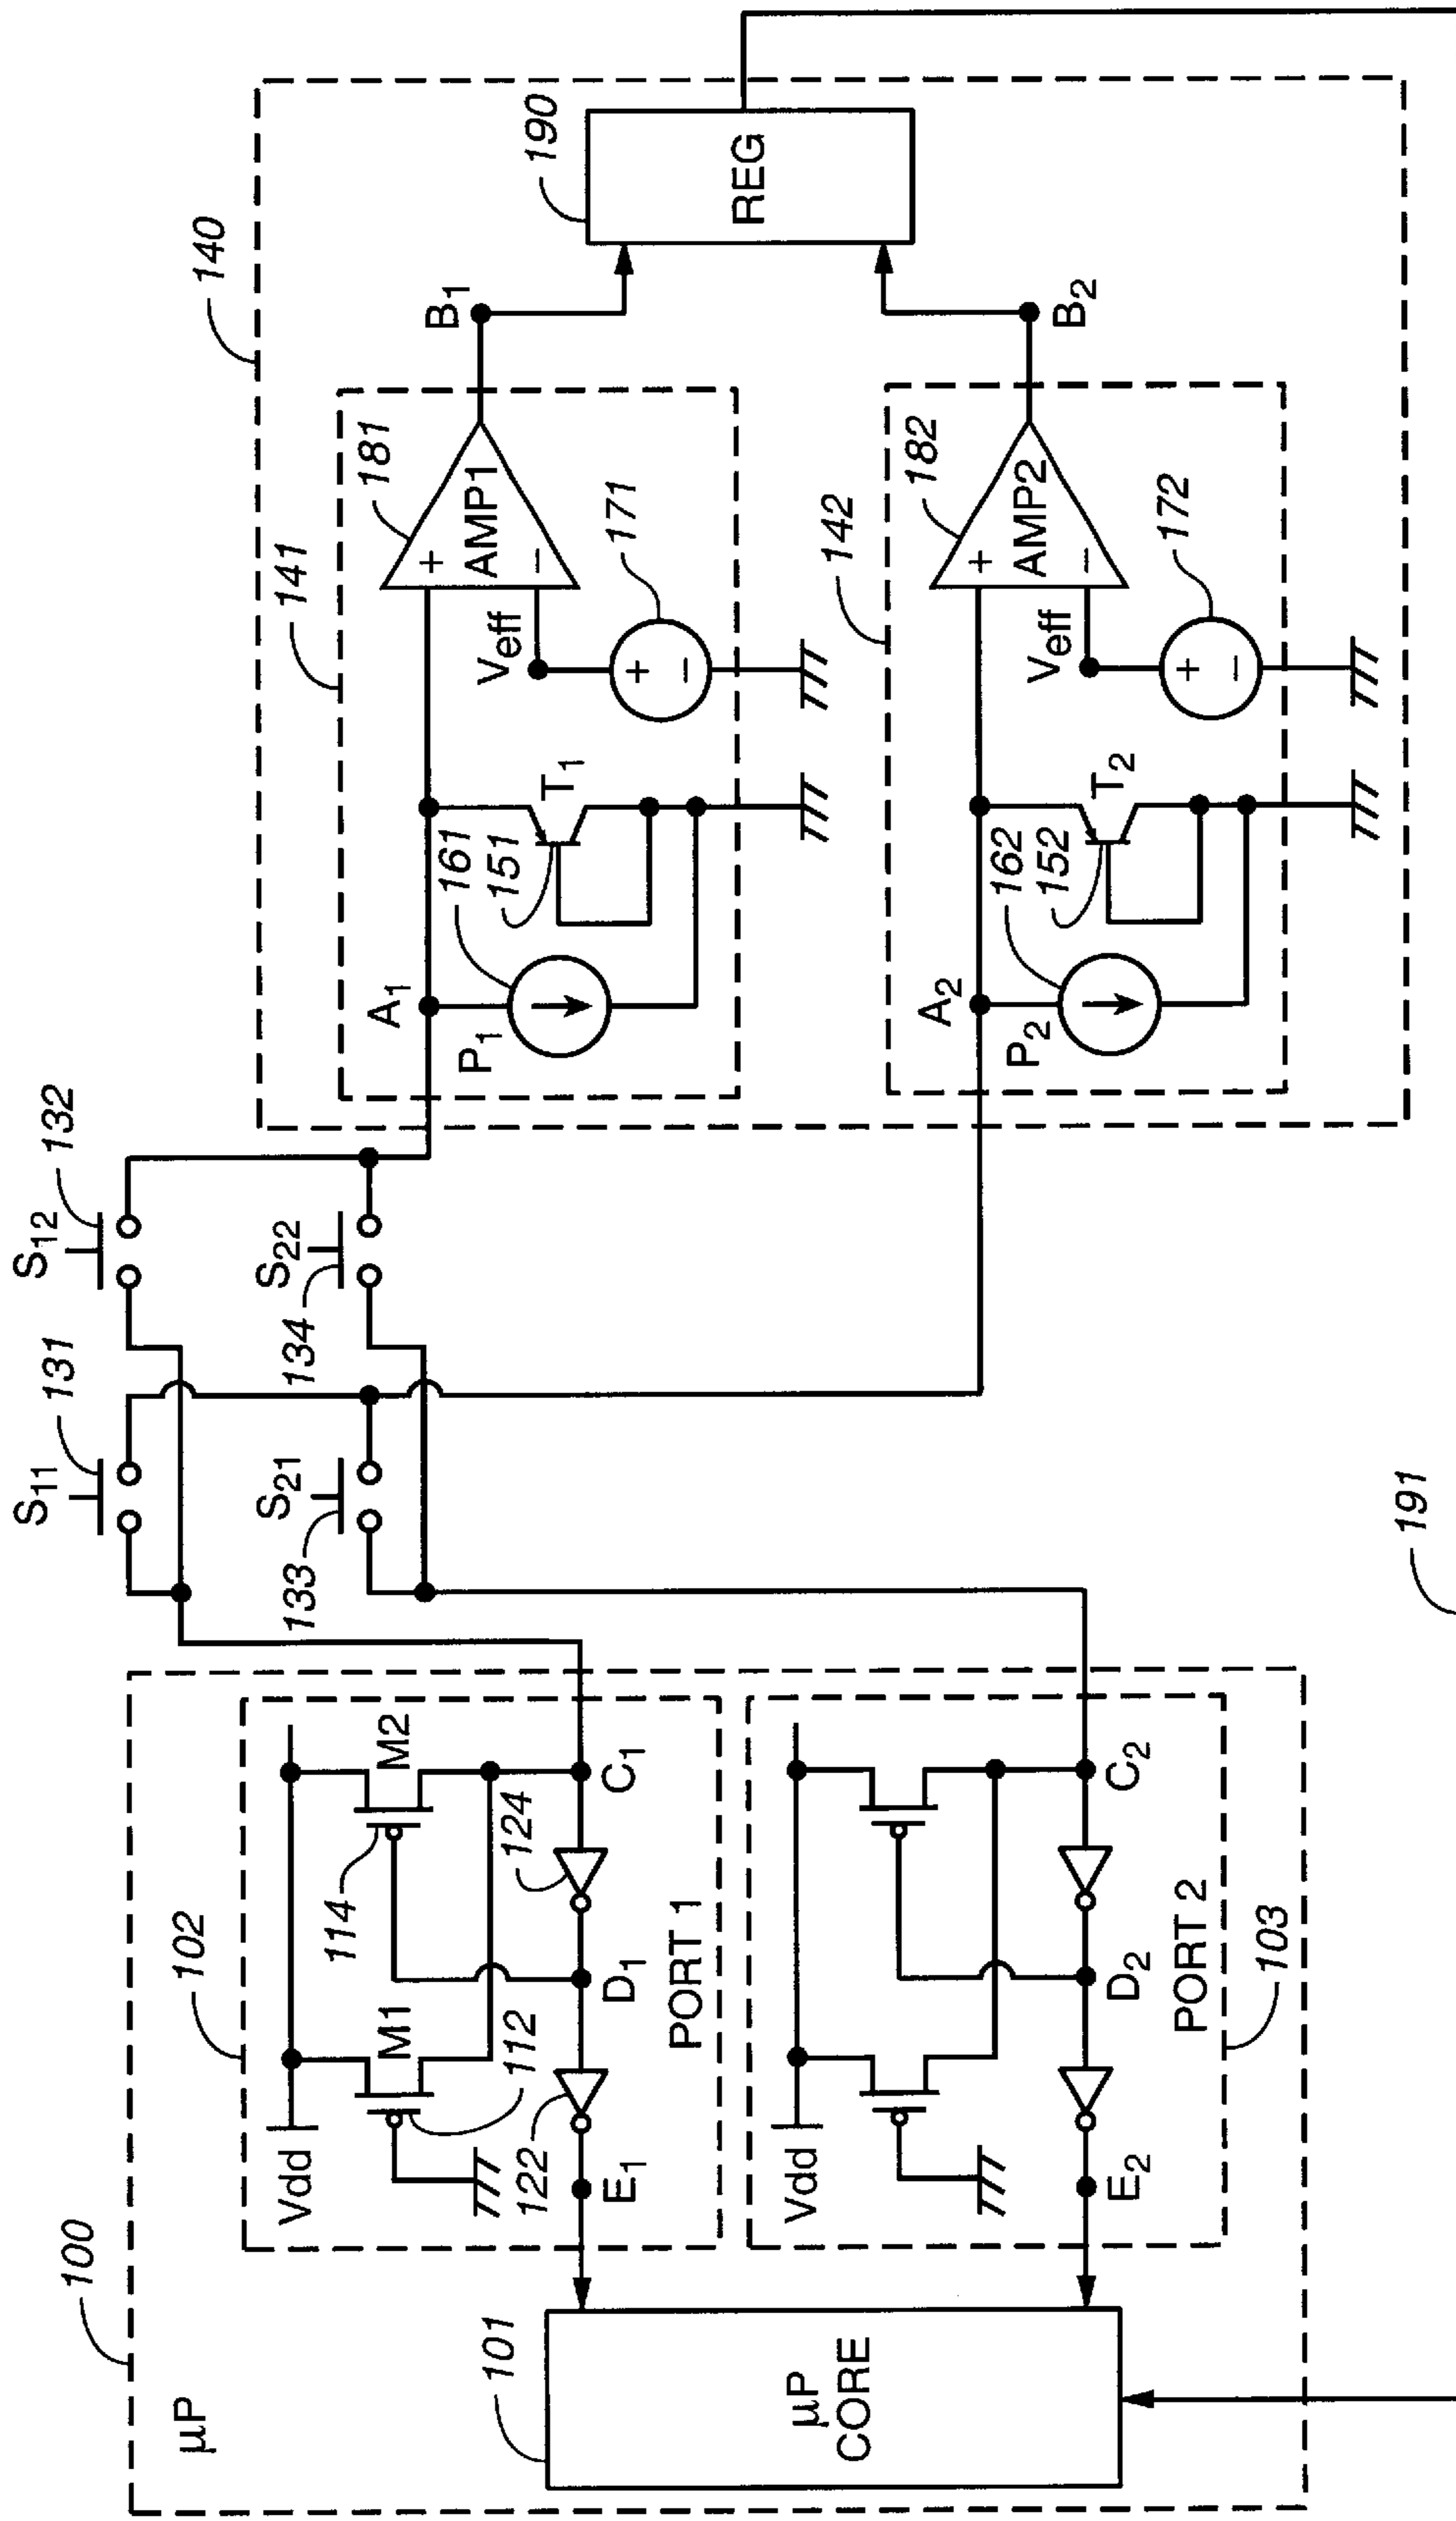 140
190
REG
B₁
141
181
AMP1
+
−
Veff
171
+
−
T₁
151
161
A₁
P₁
B₂
142
182
AMP2
+
−
Veff
172
+
−
T₂
152
162
A₂
P₂
S₁₂
132
S₂₂
134
S₁₁
131
S₂₁
133
191
100
μP
102
Vdd
M2
114
M1
112
C₁
124
D₁
122
E₁
PORT 1
Vdd
C₂
D₂
E₂
PORT 2
103
101
μP
CORE